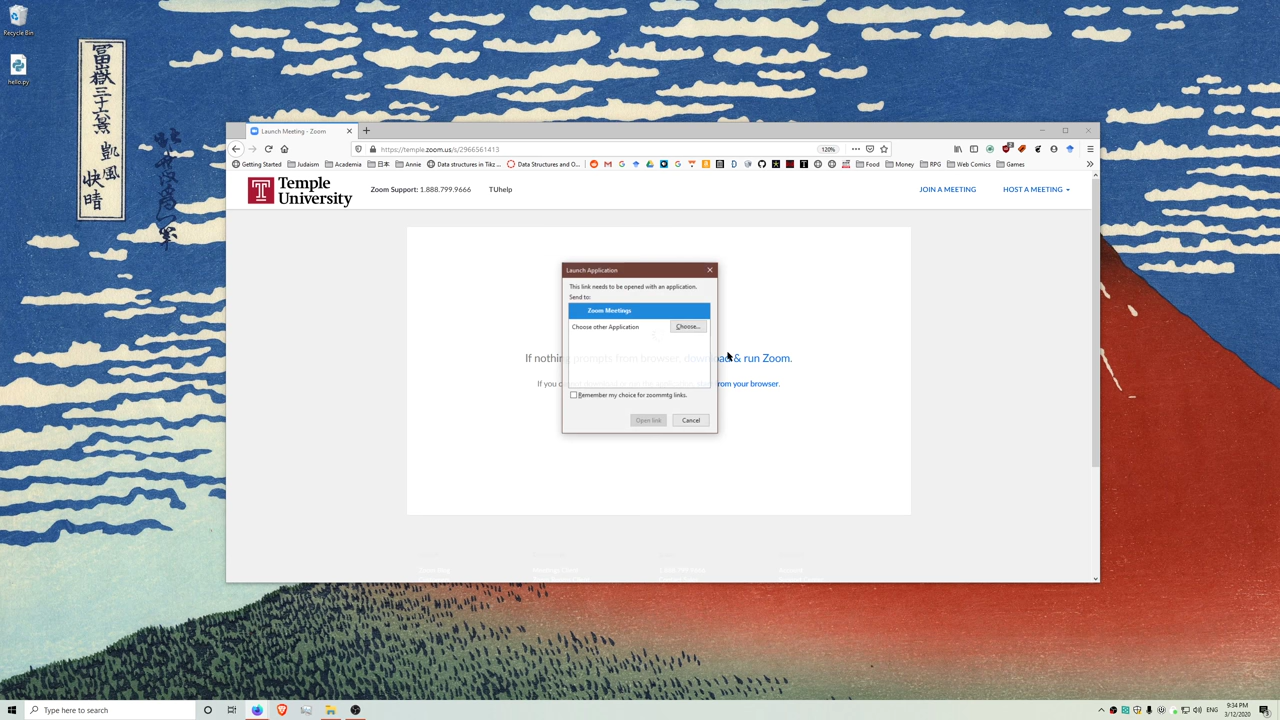 Recycle Bin
hello.py
冨嶽三十六景
凱風
快晴
Launch Meeting - Zoom
https://temple.zoom.us/s/2966561413
120%
Getting Started
Judaism
Academia
日本
Annie
Data structures in Tikz ...
Data Structures and O...
Food
Money
RPG
Web Comics
Games
Temple
University
Zoom Support: 1.888.799.9666
TUhelp
JOIN A MEETING
HOST A MEETING
Launch Application
This link needs to be opened with an application.
Send to:
Zoom Meetings
Choose other Application
Choose...
If nothing prompts from browser, download & run Zoom.
from your browser.
Remember my choice for zoommtg links.
Open link
Cancel
Type here to search
ENG
9:34 PM
3/12/2020